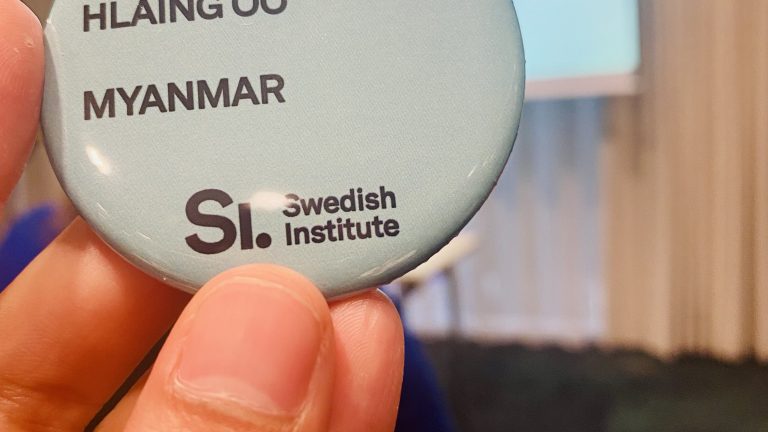 HLAING OO
MYANMAR
SI. Swedish
Institute